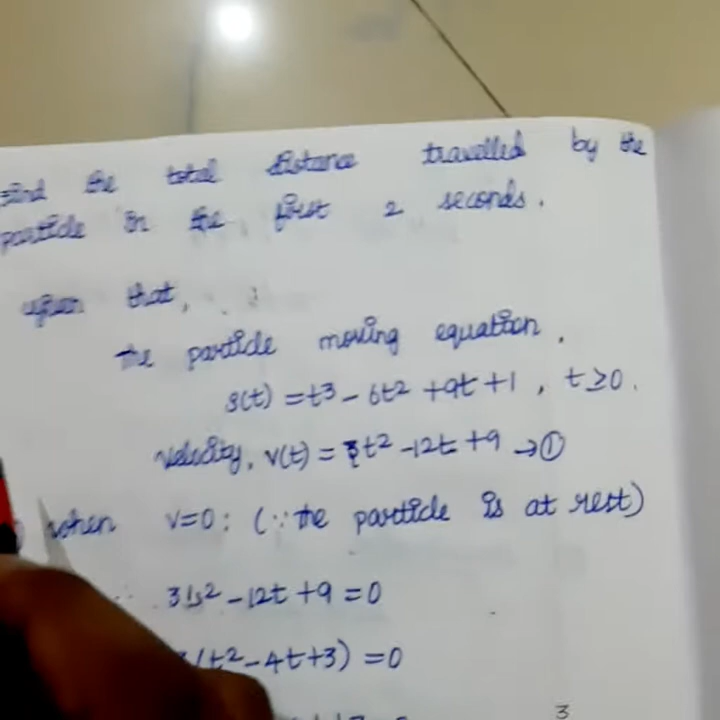 find the total distance travelled by the
particle in the first 2 seconds.
given that,
the particle moving equation.
s(t) = t³ - 6t² + 9t + 1, t ≥ 0.
velocity, v(t) = 3t² - 12t + 9 → ①
when v=0: (∵ the particle is at rest)
3t² - 12t + 9 = 0
3(t² - 4t + 3) = 0
3